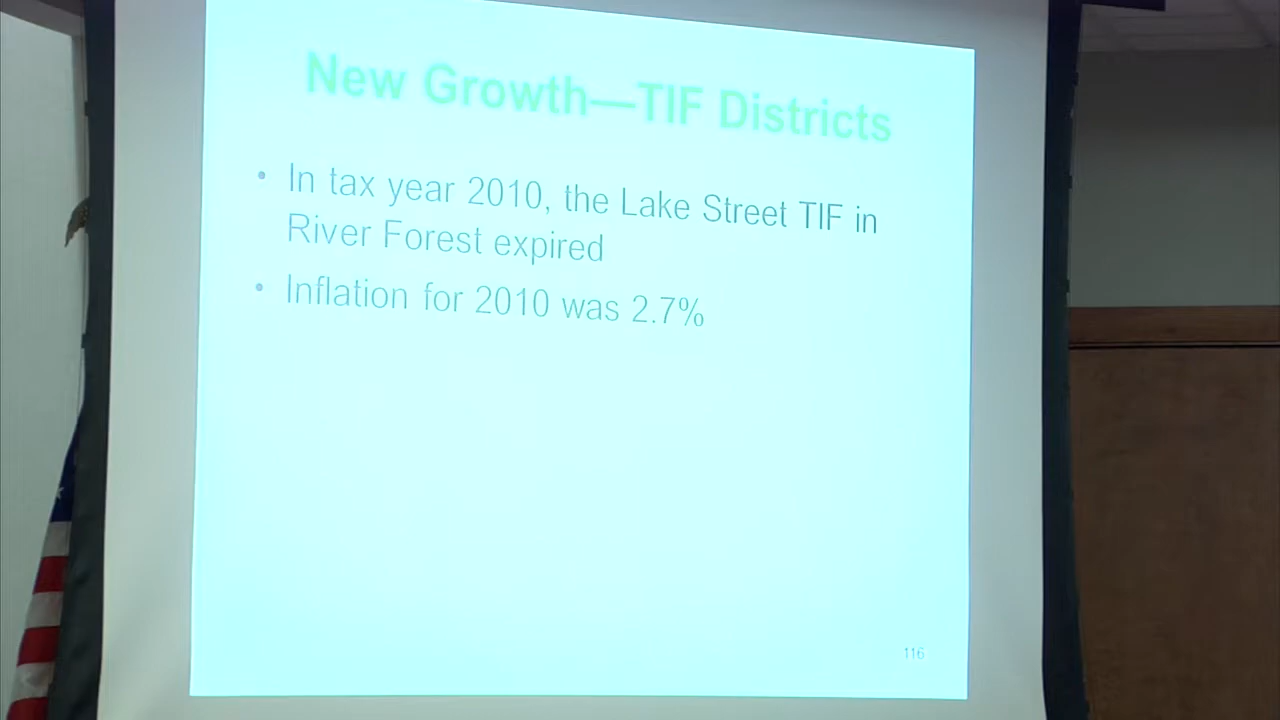 New Growth—TIF Districts
• In tax year 2010, the Lake Street TIF in
River Forest expired
• Inflation for 2010 was 2.7%
116